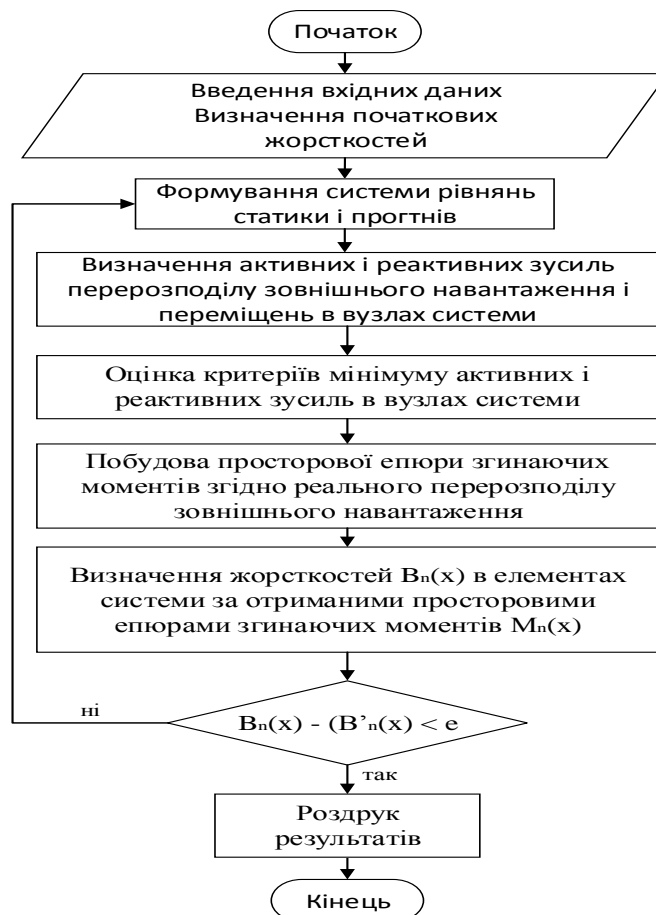 Початок
Введення вхідних даних
Визначення початкових
жорсткостей
Формування системи рівнянь
статики і прогтнів
Визначення активних і реактивних зусиль
перерозподілу зовнішнього навантаження і
переміщень в вузлах системи
Оцінка критеріїв мінімуму активних і
реактивних зусиль в вузлах системи
Побудова просторової епюри згинаючих
моментів згідно реального перерозподілу
зовнішнього навантаження
Визначення жорсткостей Bₙ(x) в елементах
системи за отриманими просторовими
епюрами згинаючих моментів Mₙ(x)
ні
Bₙ(x) - (B’ₙ(x) < e
так
Роздрук
результатів
Кінець